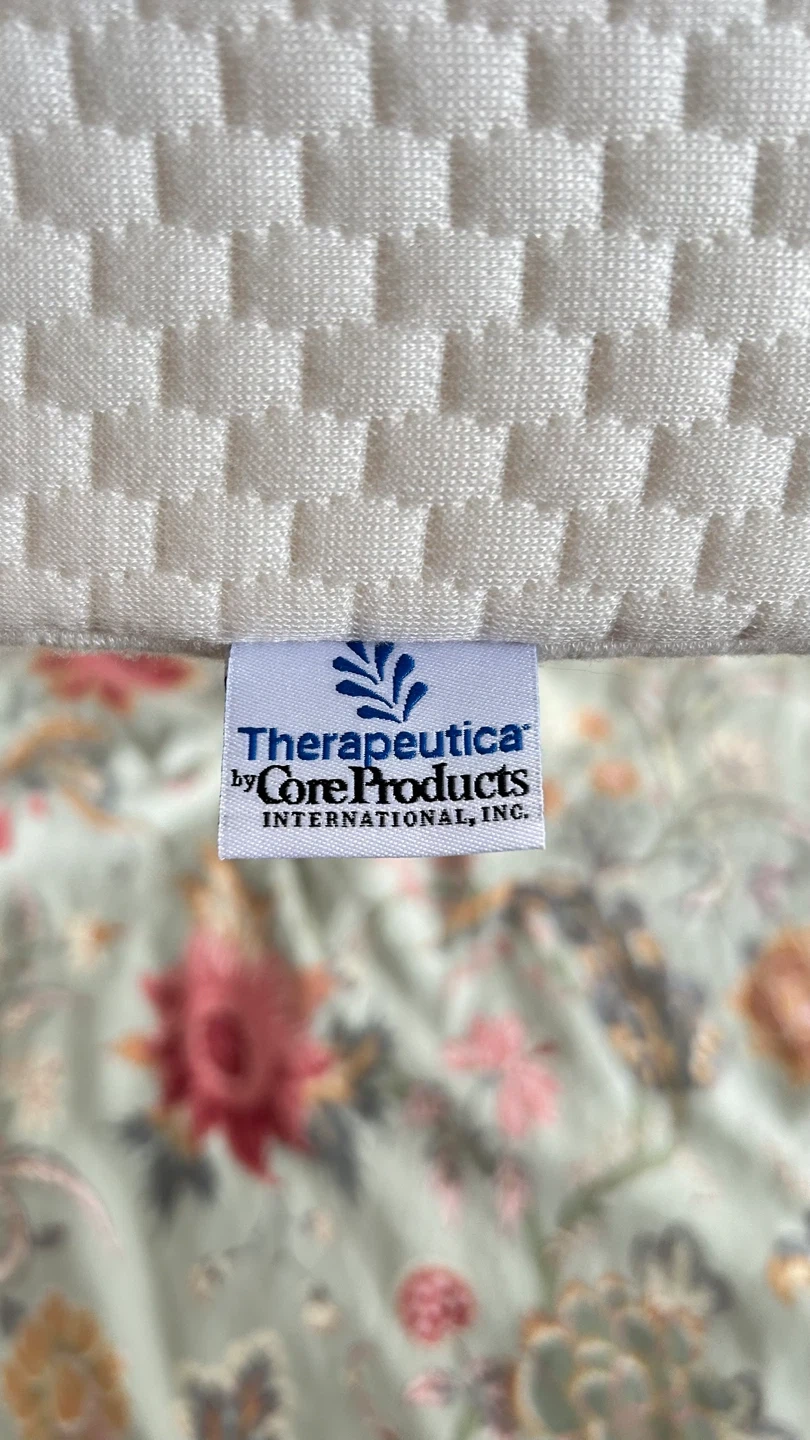 Therapeutica®
by Core Products
INTERNATIONAL, INC.